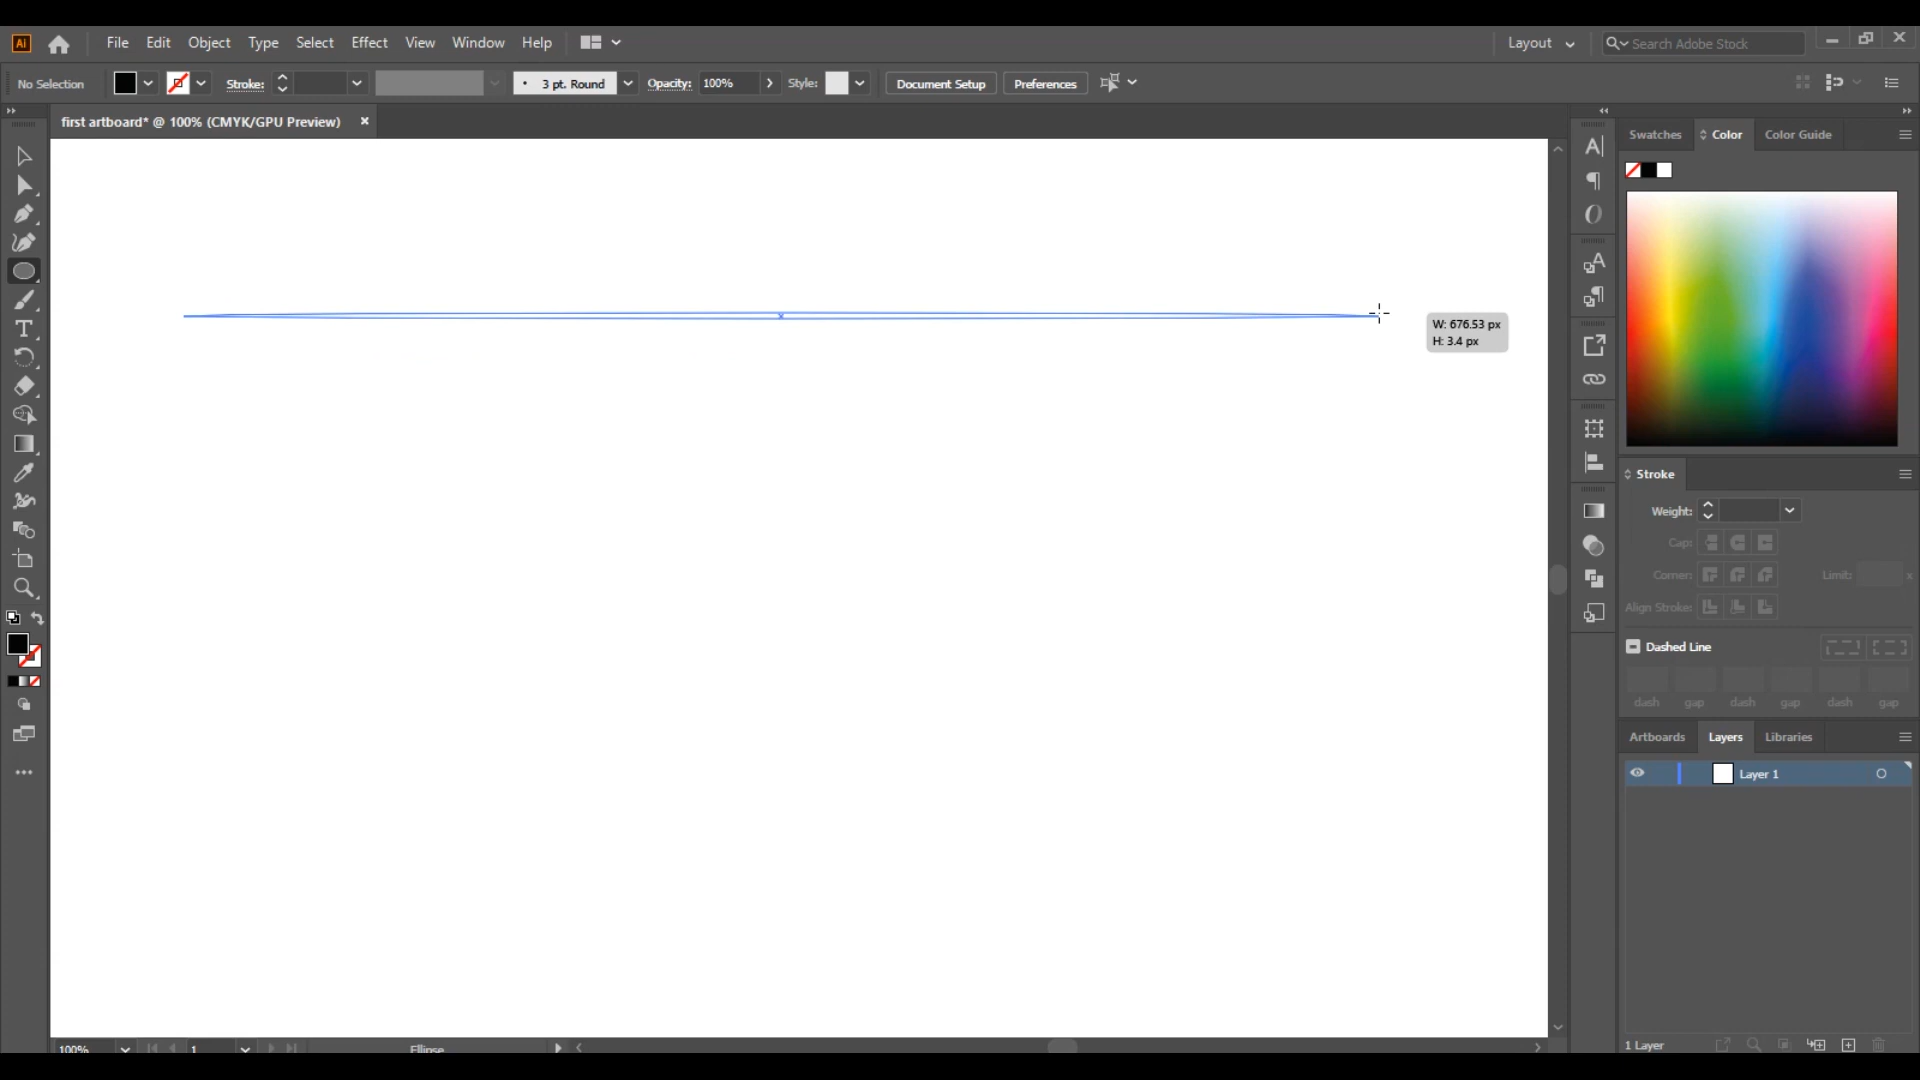 Ai File Edit Object Type Select Effect View Window Help Layout Search Adobe Stock
No Selection Stroke: 3 pt. Round Opacity: 100% Style: Document Setup Preferences
first artboard* @ 100% (CMYK/GPU Preview)
Swatches Color Color Guide
W: 676.53 px
H: 3.4 px
Stroke
Weight:
Cap:
Corner: Limit: x
Align Stroke:
Dashed Line
dash gap dash gap dash gap
Artboards Layers Libraries
Layer 1
1 Layer
100% 1 Ellipse